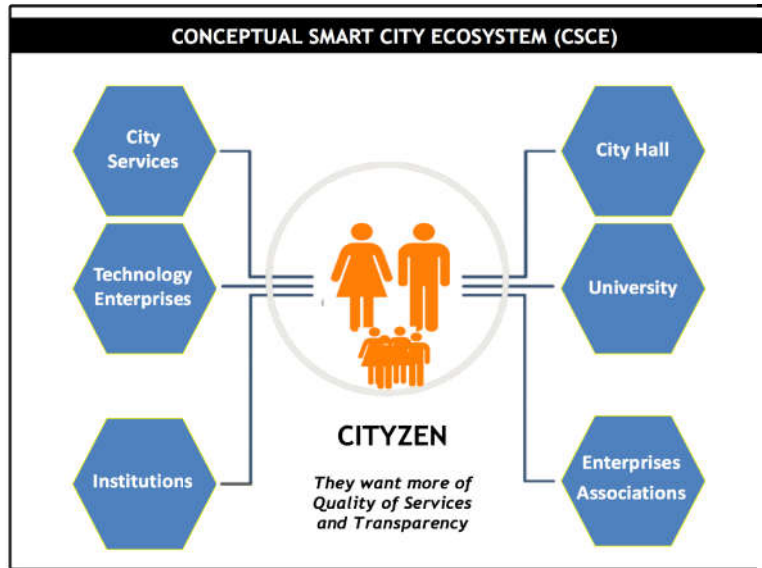 CONCEPTUAL SMART CITY ECOSYSTEM (CSCE)
City
Services
Technology
Enterprises
Institutions
City Hall
University
Enterprises
Associations
CITYZEN
They want more of
Quality of Services
and Transparency